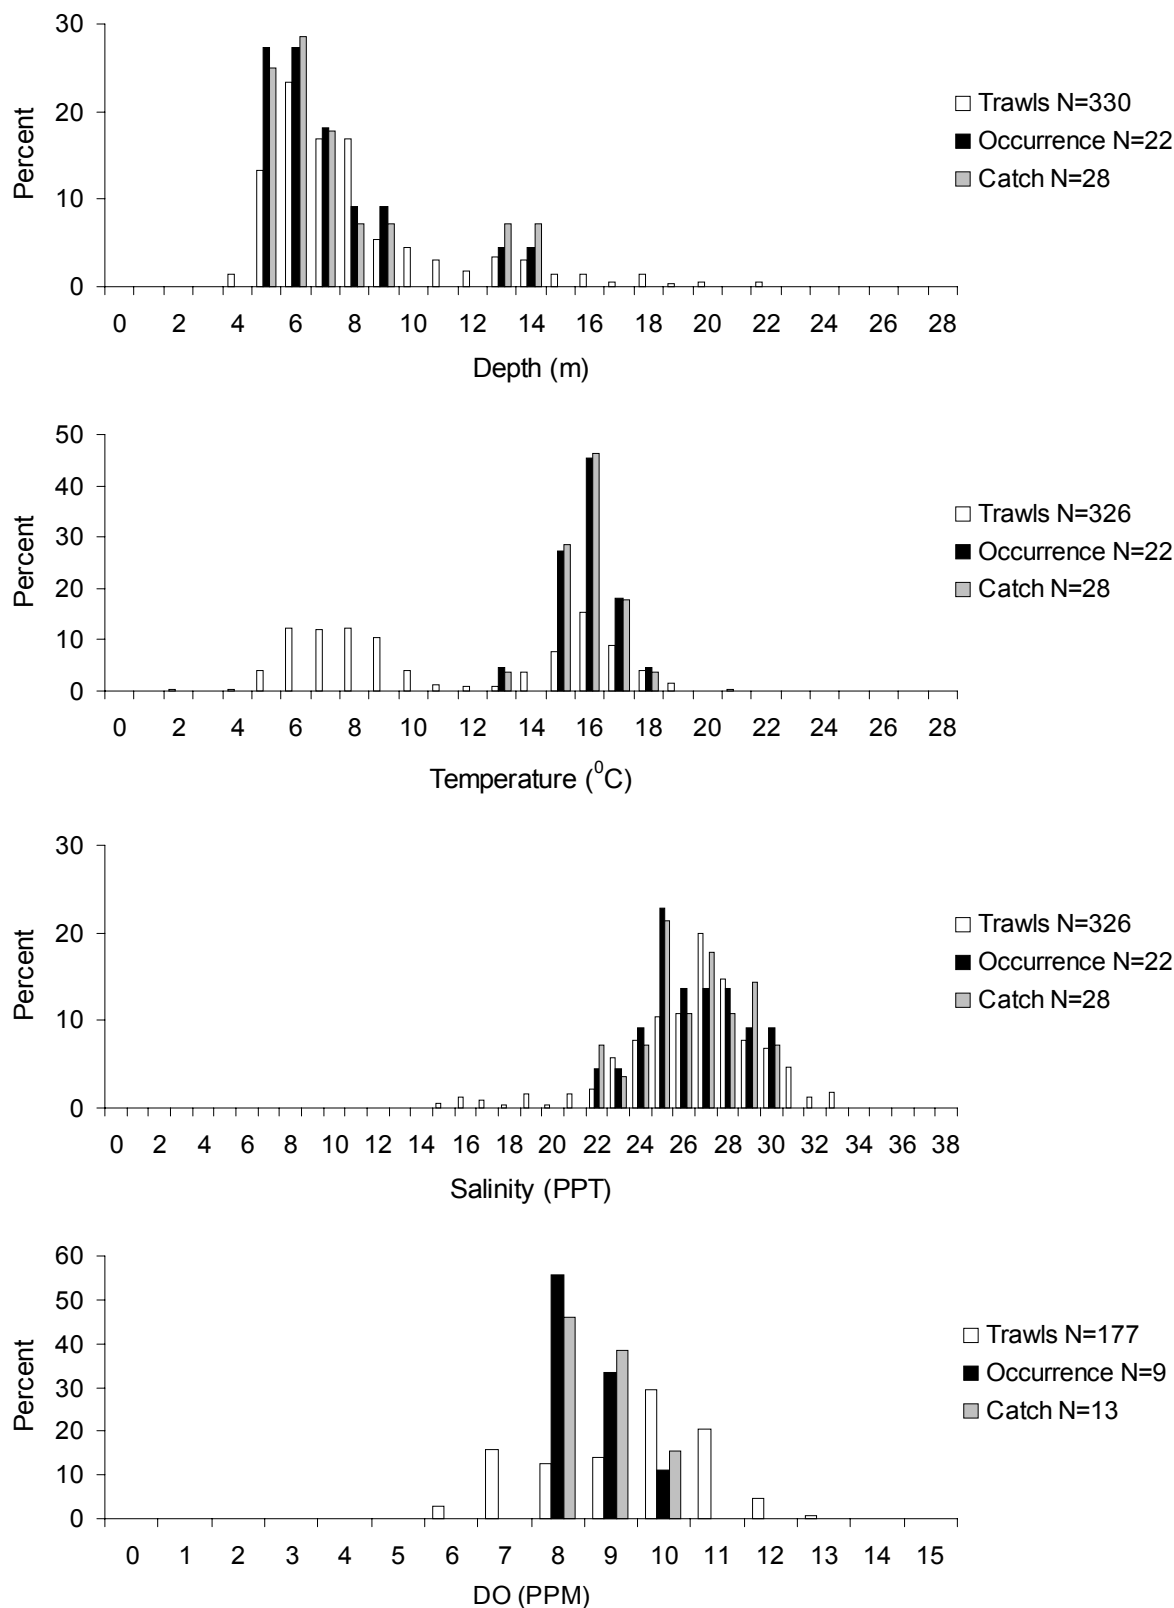 30
20
10
0
Percent
0 2 4 6 8 10 12 14 16 18 20 22 24 26 28
Depth (m)
Trawls N=330
Occurrence N=22
Catch N=28
50
40
30
20
10
0
Percent
0 2 4 6 8 10 12 14 16 18 20 22 24 26 28
Temperature (⁰C)
Trawls N=326
Occurrence N=22
Catch N=28
30
20
10
0
Percent
0 2 4 6 8 10 12 14 16 18 20 22 24 26 28 30 32 34 36 38
Salinity (PPT)
Trawls N=326
Occurrence N=22
Catch N=28
60
50
40
30
20
10
0
Percent
0 1 2 3 4 5 6 7 8 9 10 11 12 13 14 15
DO (PPM)
Trawls N=177
Occurrence N=9
Catch N=13